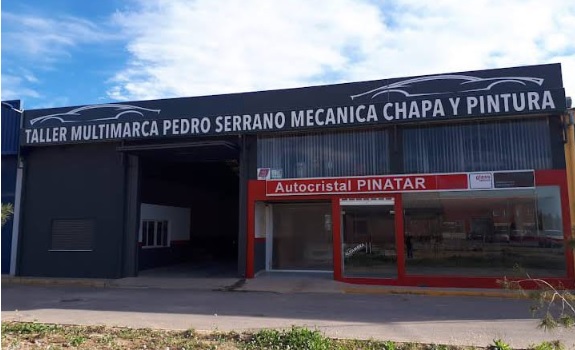 TALLER MULTIMARCA PEDRO SERRANO MECANICA CHAPA Y PINTURA
Autocristal PINATAR